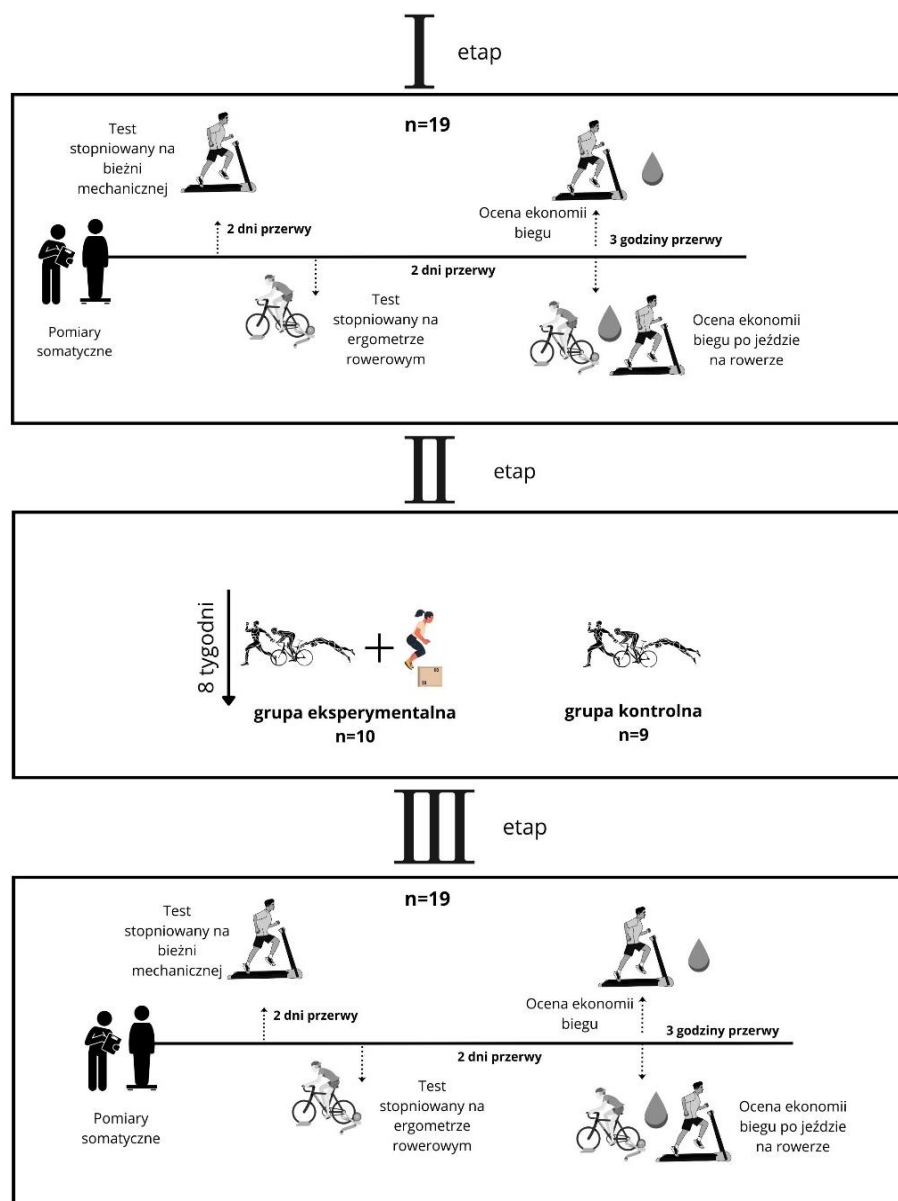 I etap
n=19
Test
stopniowany na
bieżni
mechanicznej
2 dni przerwy
Ocena ekonomii
biegu
3 godziny przerwy
2 dni przerwy
Pomiary
somatyczne
Test
stopniowany na
ergometrze
rowerowym
Ocena ekonomii
biegu po jeździe
na rowerze
II etap
8 tygodni
+
grupa eksperymentalna
n=10
grupa kontrolna
n=9
III etap
n=19
Test
stopniowany na
bieżni
mechanicznej
2 dni przerwy
Ocena ekonomii
biegu
3 godziny przerwy
2 dni przerwy
Pomiary
somatyczne
Test
stopniowany na
ergometrze
rowerowym
Ocena ekonomii
biegu po jeździe
na rowerze